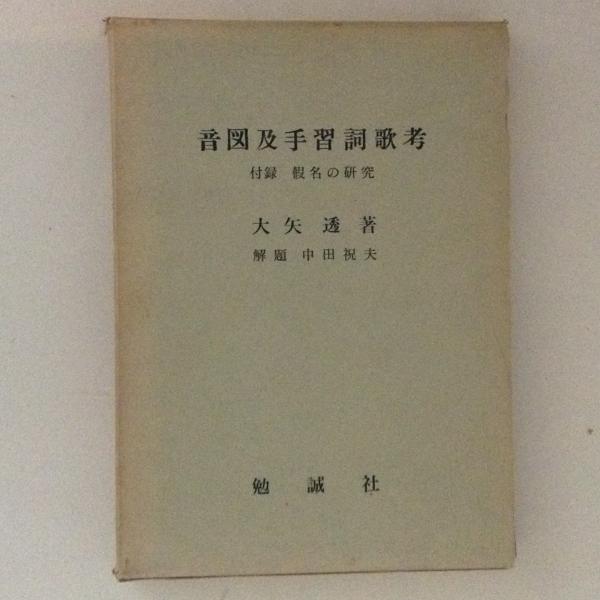 音図及手習詞歌考
付録 假名の研究
大矢 透 著
解題 中田祝夫
勉誠社